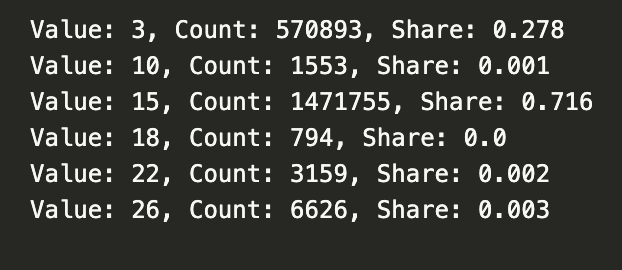 Value: 3, Count: 570893, Share: 0.278
Value: 10, Count: 1553, Share: 0.001
Value: 15, Count: 1471755, Share: 0.716
Value: 18, Count: 794, Share: 0.0
Value: 22, Count: 3159, Share: 0.002
Value: 26, Count: 6626, Share: 0.003